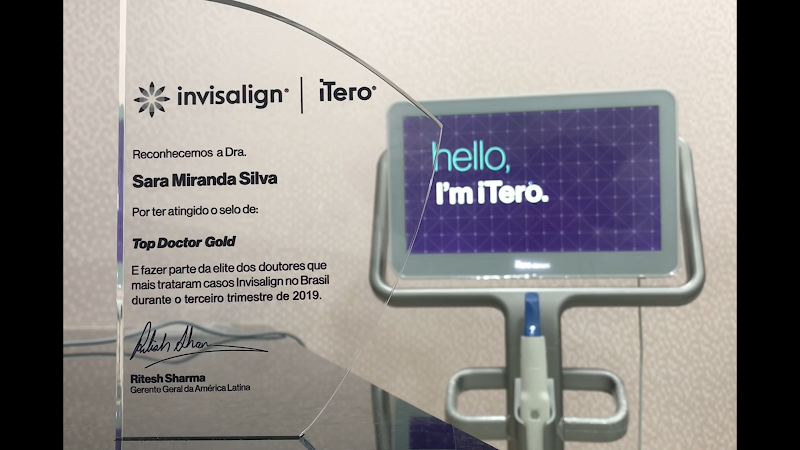 invisalign® | iTero®
Reconhecemos a Dra.
Sara Miranda Silva
Por ter atingido o selo de:
Top Doctor Gold
E fazer parte da elite dos doutores que
mais trataram casos Invisalign no Brasil
durante o terceiro trimestre de 2019.
Ritesh Sharma
Gerente Geral da América Latina
hello,
I'm iTero.